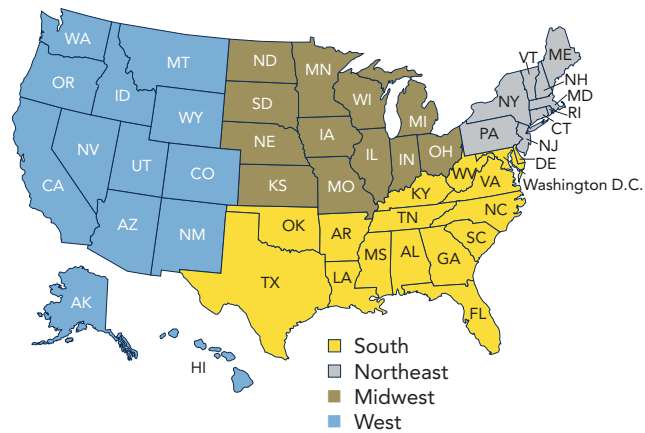 WA
MT
ND
MN
VT
ME
OR
ID
SD
WI
MI
NY
NH
MD
RI
CT
WY
PA
NJ
NV
UT
CO
NE
IA
IL
IN
OH
DE
WV
VA
Washington D.C.
CA
KS
MO
KY
NC
AZ
NM
OK
AR
TN
SC
TX
LA
MS
AL
GA
FL
AK
HI
South
Northeast
Midwest
West